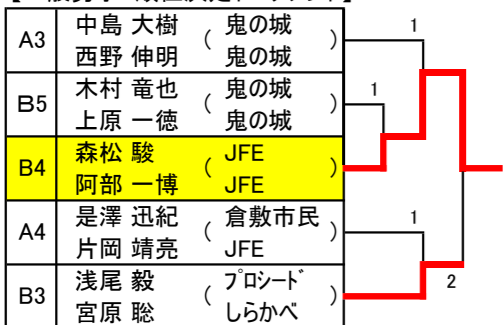 A3 中島 大樹 ( 鬼の城 ) 1
西野 伸明 鬼の城
B5 木村 竜也 ( 鬼の城 ) 1
上原 一徳 鬼の城
B4 森松 駿 ( JFE )
阿部 一博 JFE
A4 是澤 迅紀 ( 倉敷市民 ) 1
片岡 靖亮 JFE
B3 浅尾 毅 ( プロシード ) 2
宮原 聡 しらかべ